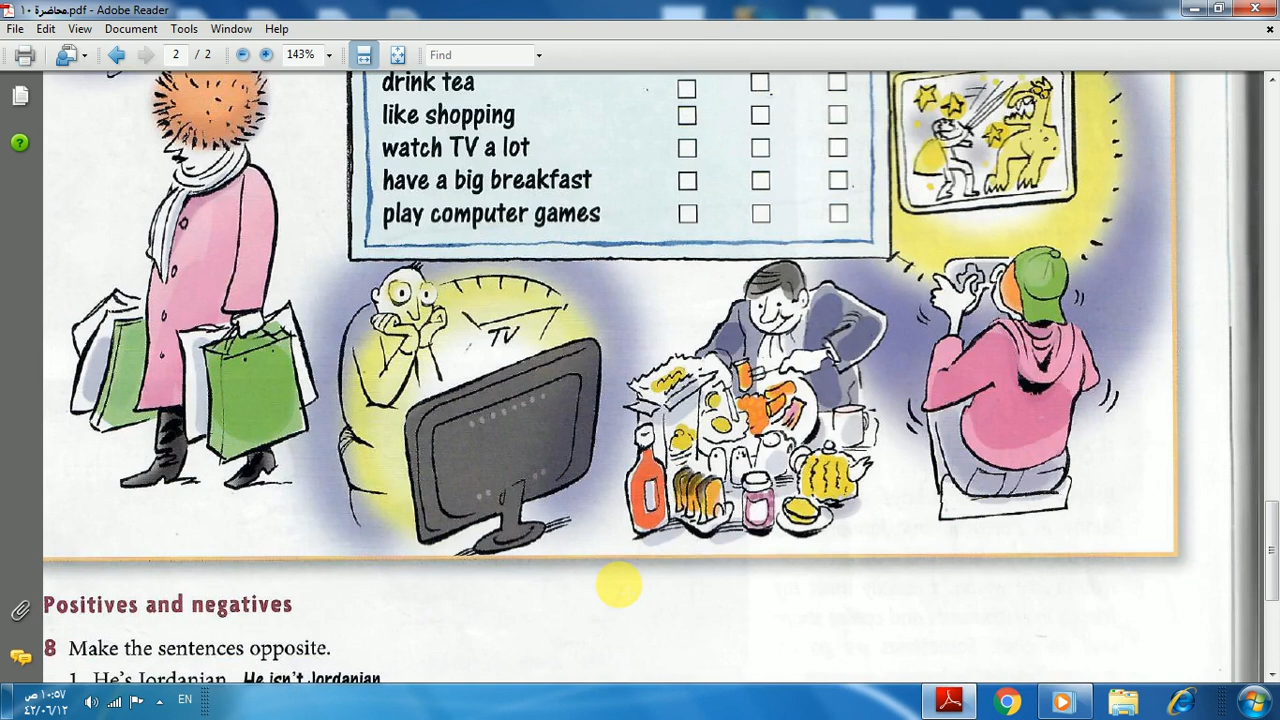 محاضرة ١٠.pdf - Adobe Reader
File Edit View Document Tools Window Help
2 / 2 143% Find
drink tea
like shopping
watch TV a lot
have a big breakfast
play computer games
TV
Positives and negatives
8 Make the sentences opposite.
1. He's Jordanian. He isn't Jordanian
EN
١٠:٥٧ ص
٤٢/٠٦/١٢